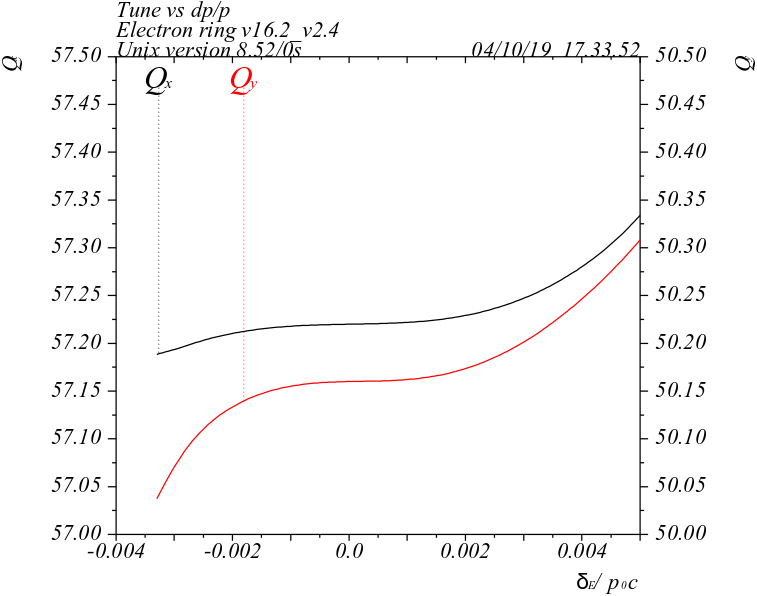 Tune vs dp/p
Electron ring v16.2_v2.4
Unix version 8.52/0s 04/10/19 17.33.52
Q Q
57.50 50.50
Qx Qy
57.45 50.45
57.40 50.40
57.35 50.35
57.30 50.30
57.25 50.25
57.20 50.20
57.15 50.15
57.10 50.10
57.05 50.05
57.00 50.00
-0.004 -0.002 0.0 0.002 0.004
δE/ p0c